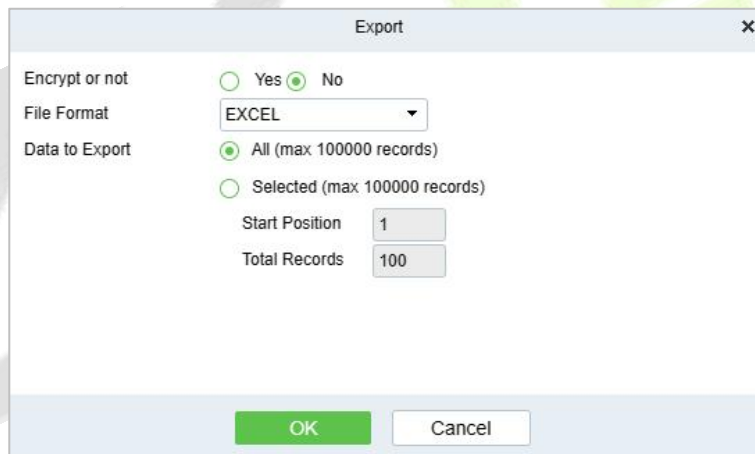 Export
Encrypt or not Yes No
File Format EXCEL
Data to Export All (max 100000 records)
Selected (max 100000 records)
Start Position 1
Total Records 100
OK Cancel